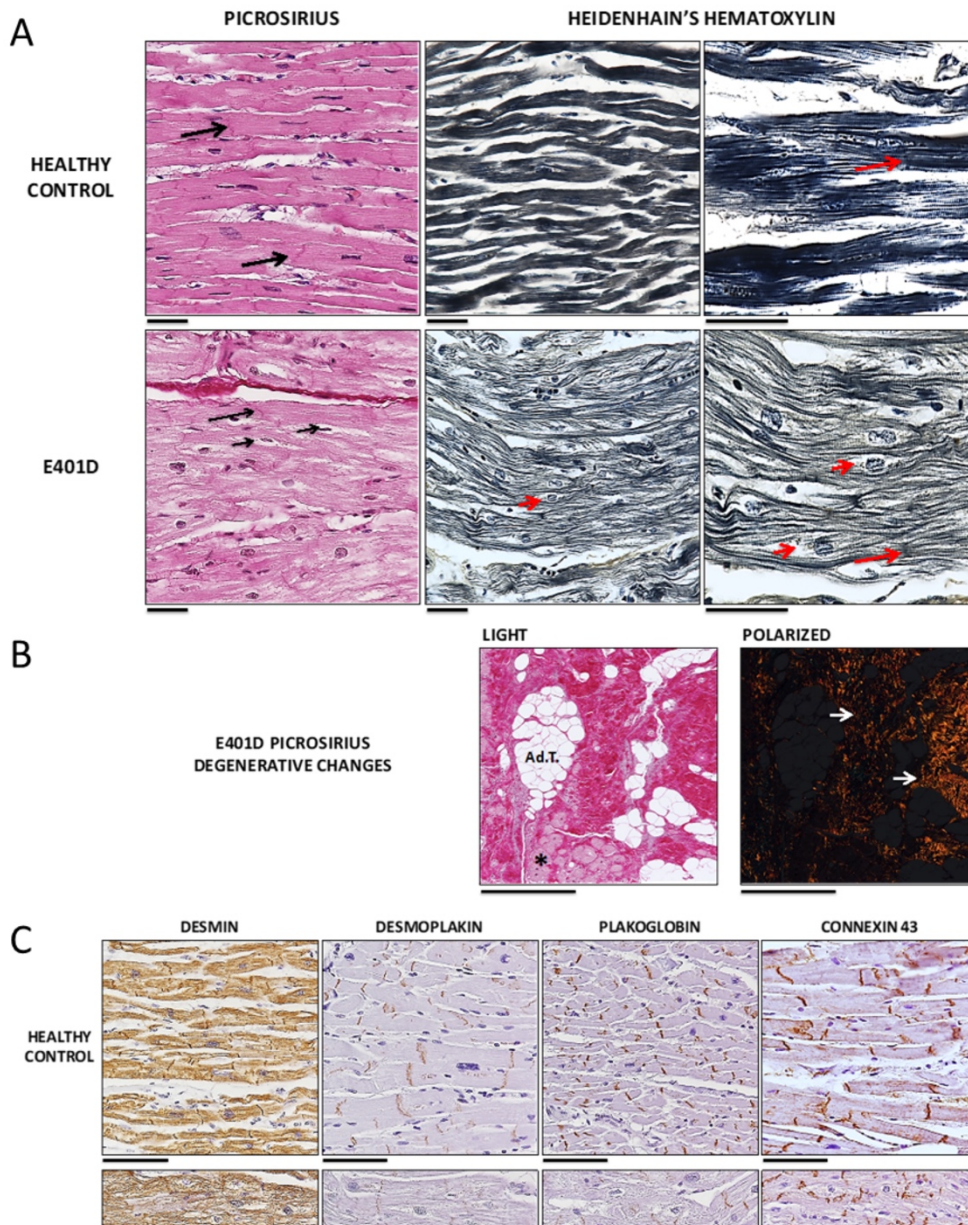 PICROSIRIUS
HEIDENHAIN'S HEMATOXYLIN
A
HEALTHY
CONTROL
E401D
B
LIGHT
POLARIZED
E401D PICROSIRIUS
DEGENERATIVE CHANGES
Ad.T.
*
C
DESMIN
DESMOPLAKIN
PLAKOGLOBIN
CONNEXIN 43
HEALTHY
CONTROL